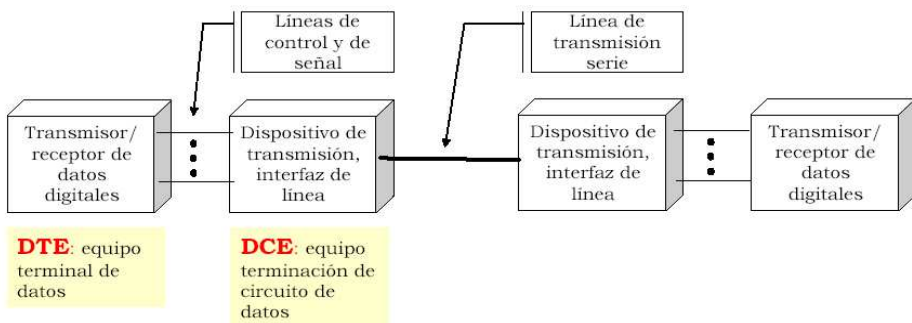 Líneas de
control y de
señal
Línea de
transmisión
serie
Transmisor/
receptor de
datos
digitales
Dispositivo de
transmisión,
interfaz de
línea
Dispositivo de
transmisión,
interfaz de
línea
Transmisor/
receptor de
datos
digitales
DTE: equipo
terminal de
datos
DCE: equipo
terminación de
circuito de
datos